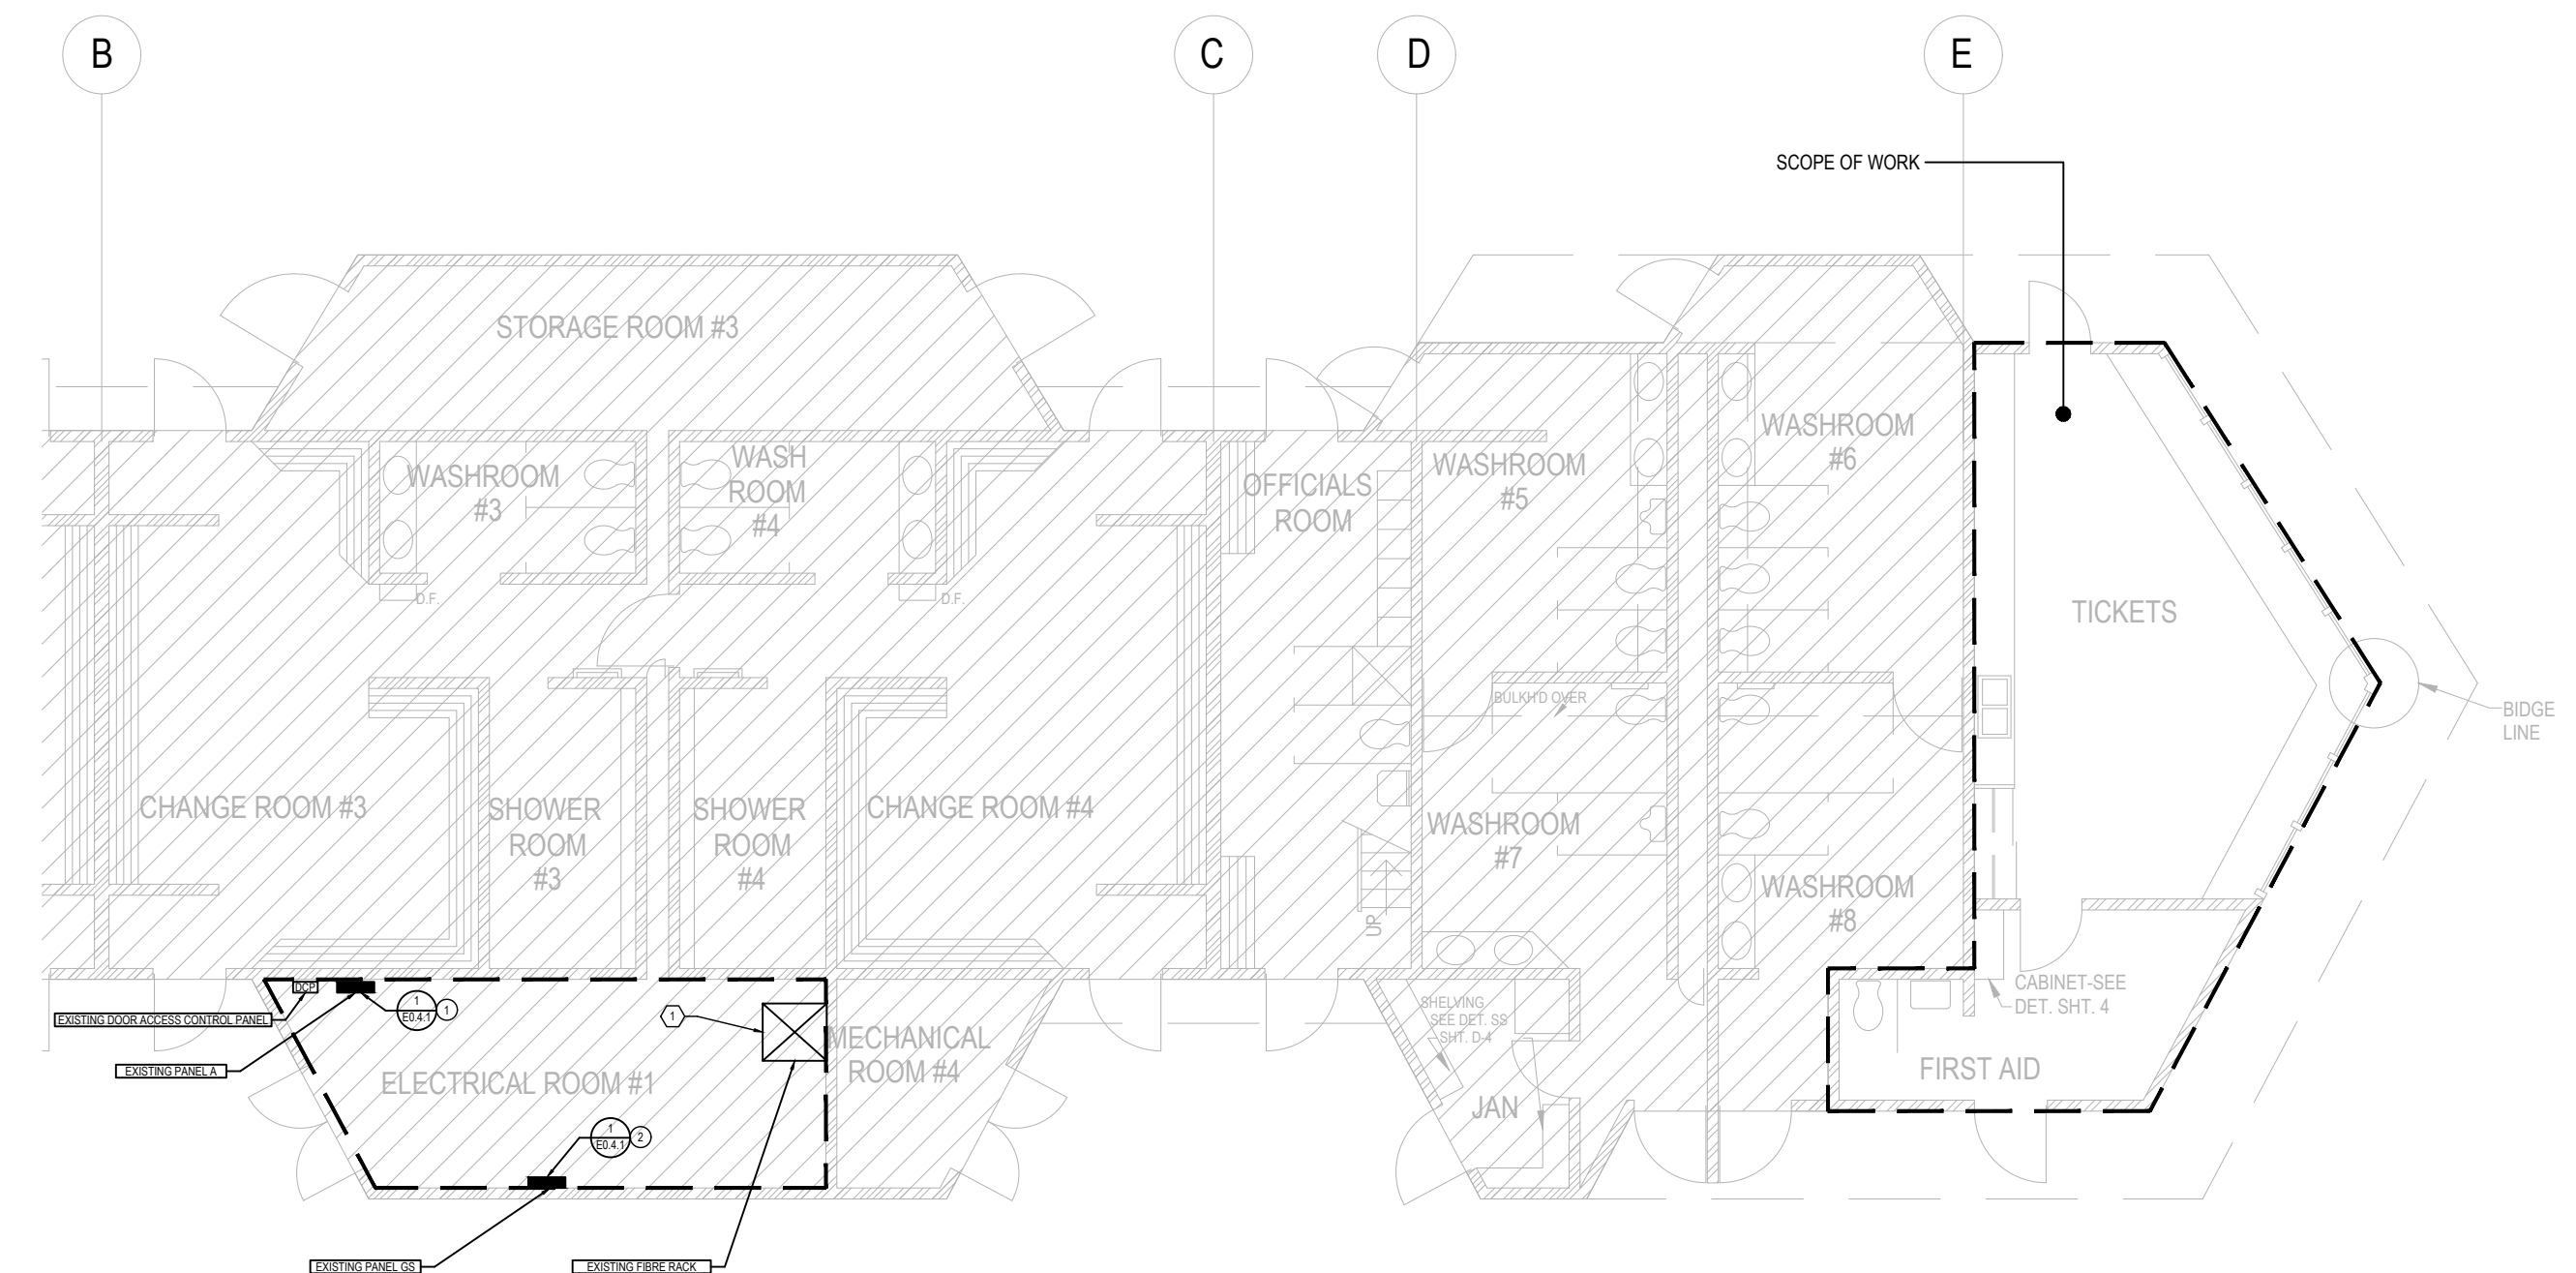 B
C
D
E
SCOPE OF WORK
STORAGE ROOM #3
WASHROOM
#3
WASH
ROOM
#4
OFFICIALS
ROOM
WASHROOM
#5
WASHROOM
#6
D.F.
D.F.
TICKETS
BULKH'D OVER
BIDGE
LINE
CHANGE ROOM #3
SHOWER
ROOM
#3
SHOWER
ROOM
#4
CHANGE ROOM #4
WASHROOM
#7
WASHROOM
#8
UP
DCP
EXISTING DOOR ACCESS CONTROL PANEL
1
E0.4.1
1
1
EXISTING PANEL A
ELECTRICAL ROOM #1
MECHANICAL
ROOM #4
SHELVING
SEE DET. SS
SHT. D-4
CABINET-SEE
DET. SHT. 4
FIRST AID
JAN
1
E0.4.1
2
EXISTING PANEL GS
EXISTING FIBRE RACK